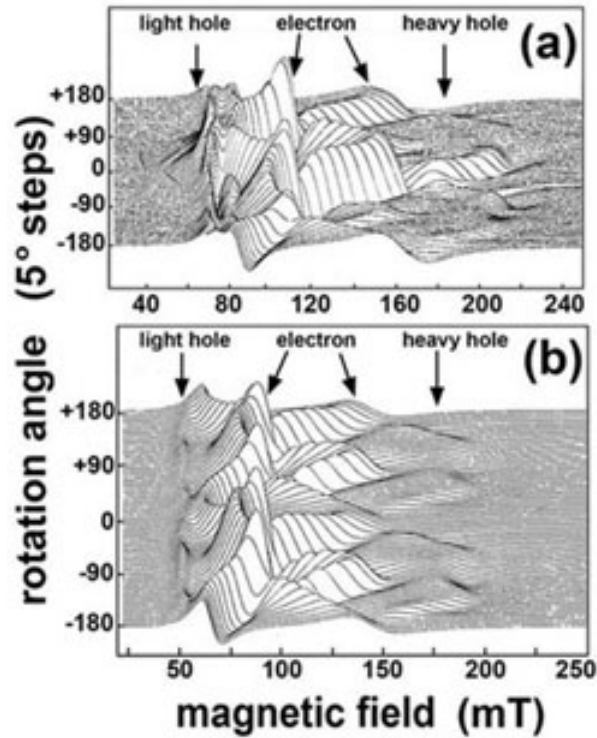 light hole electron heavy hole
(a)
+180
+90
0
-90
-180
40 60 80 120 160 200 240
light hole electron heavy hole
(b)
+180
+90
0
-90
-180
50 100 150 200 250
rotation angle (5° steps)
magnetic field (mT)